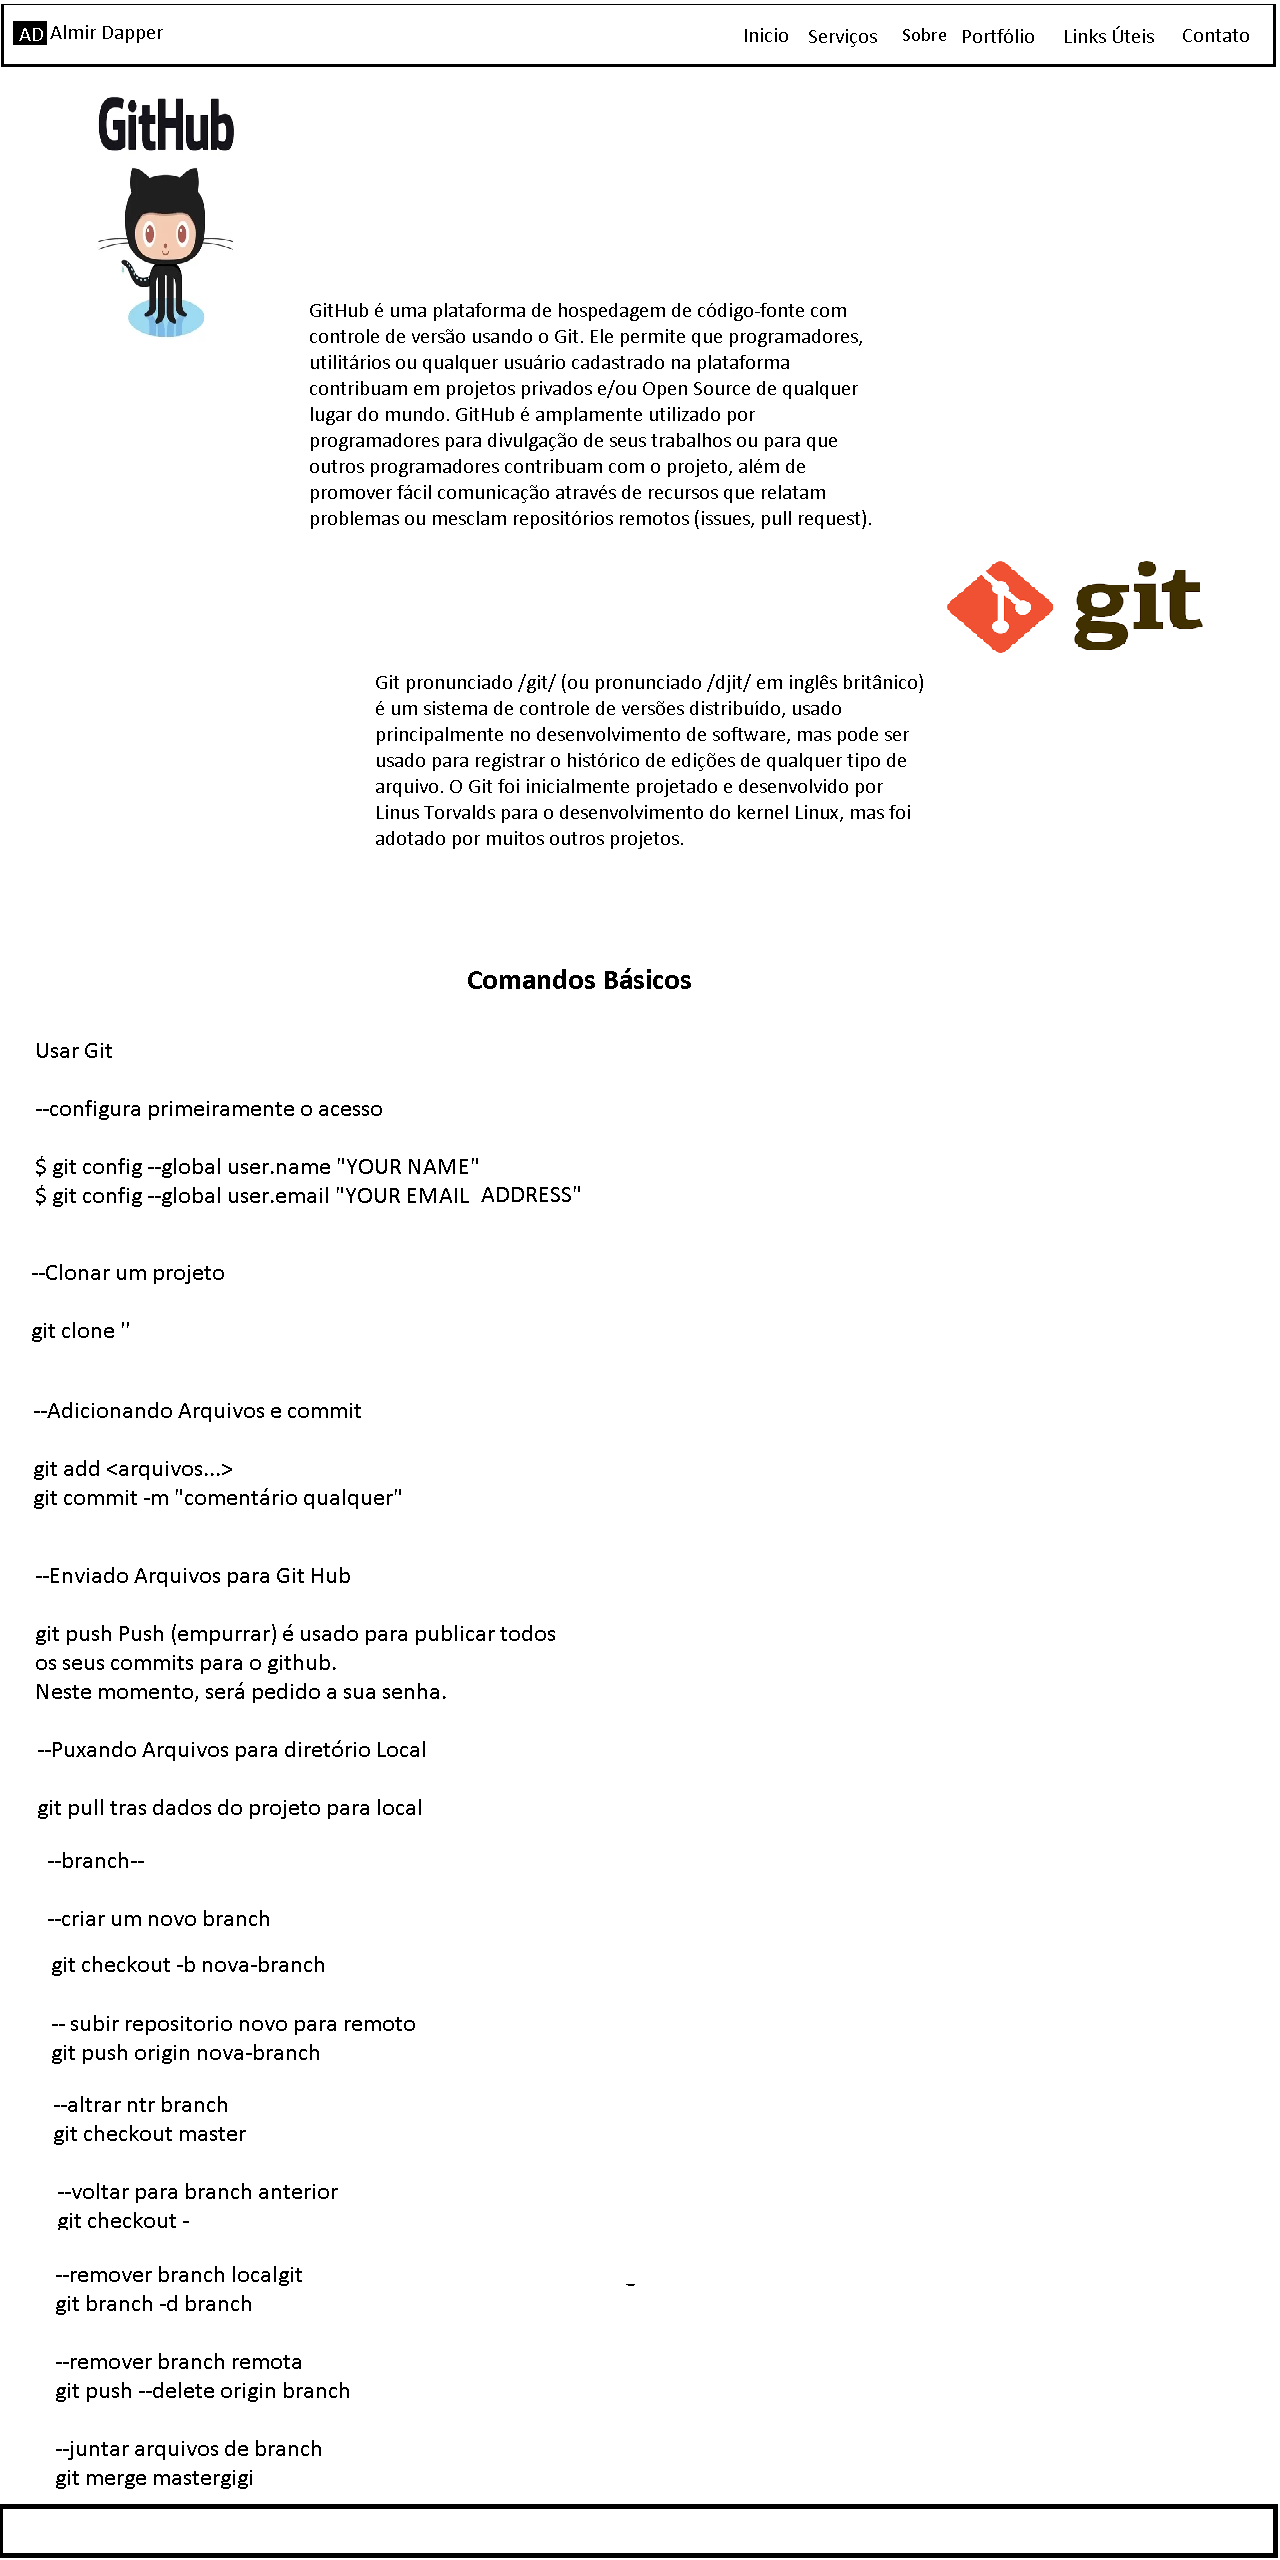 AD Almir Dapper
Inicio Serviços Sobre Portfólio Links Úteis Contato
GitHub
GitHub é uma plataforma de hospedagem de código-fonte com
controle de versão usando o Git. Ele permite que programadores,
utilitários ou qualquer usuário cadastrado na plataforma
contribuam em projetos privados e/ou Open Source de qualquer
lugar do mundo. GitHub é amplamente utilizado por
programadores para divulgação de seus trabalhos ou para que
outros programadores contribuam com o projeto, além de
promover fácil comunicação através de recursos que relatam
problemas ou mesclam repositórios remotos (issues, pull request).
git
Git pronunciado /git/ (ou pronunciado /djit/ em inglês britânico)
é um sistema de controle de versões distribuído, usado
principalmente no desenvolvimento de software, mas pode ser
usado para registrar o histórico de edições de qualquer tipo de
arquivo. O Git foi inicialmente projetado e desenvolvido por
Linus Torvalds para o desenvolvimento do kernel Linux, mas foi
adotado por muitos outros projetos.
Comandos Básicos
Usar Git
--configura primeiramente o acesso
$ git config --global user.name "YOUR NAME"
$ git config --global user.email "YOUR EMAIL ADDRESS"
--Clonar um projeto
git clone ''
--Adicionando Arquivos e commit
git add <arquivos...>
git commit -m "comentário qualquer"
--Enviado Arquivos para Git Hub
git push Push (empurrar) é usado para publicar todos
os seus commits para o github.
Neste momento, será pedido a sua senha.
--Puxando Arquivos para diretório Local
git pull tras dados do projeto para local
--branch--
--criar um novo branch
git checkout -b nova-branch
-- subir repositorio novo para remoto
git push origin nova-branch
--altrar ntr branch
git checkout master
--voltar para branch anterior
git checkout -
--remover branch localgit
git branch -d branch
--remover branch remota
git push --delete origin branch
--juntar arquivos de branch
git merge mastergigi